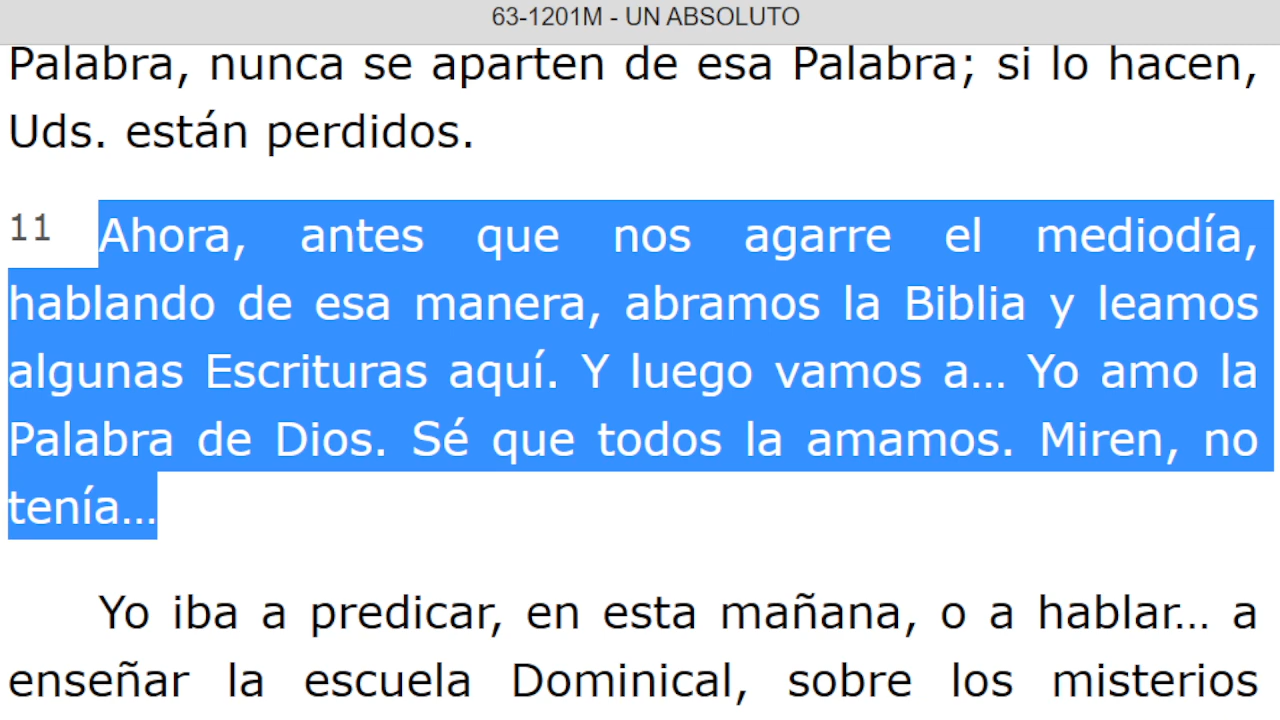 63-1201M - UN ABSOLUTO
Palabra, nunca se aparten de esa Palabra; si lo hacen,
Uds. están perdidos.
11 Ahora, antes que nos agarre el mediodía,
hablando de esa manera, abramos la Biblia y leamos
algunas Escrituras aquí. Y luego vamos a... Yo amo la
Palabra de Dios. Sé que todos la amamos. Miren, no
tenía...
Yo iba a predicar, en esta mañana, o a hablar... a
enseñar la escuela Dominical, sobre los misterios